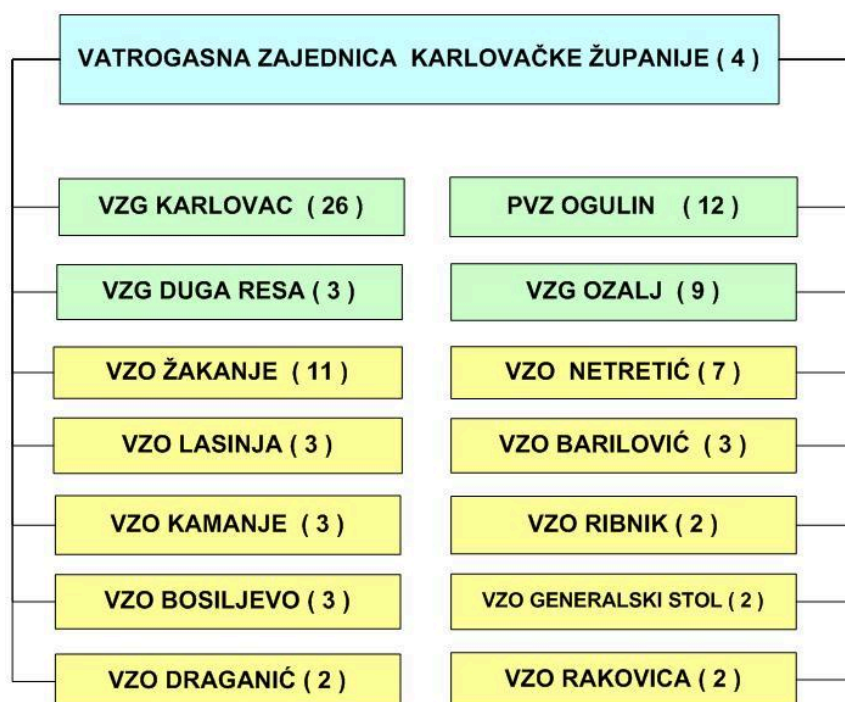 VATROGASNA ZAJEDNICA KARLOVAČKE ŽUPANIJE ( 4 )
VZG KARLOVAC ( 26 )
PVZ OGULIN ( 12 )
VZG DUGA RESA ( 3 )
VZG OZALJ ( 9 )
VZO ŽAKANJE ( 11 )
VZO NETRETIĆ ( 7 )
VZO LASINJA ( 3 )
VZO BARILOVIĆ ( 3 )
VZO KAMANJE ( 3 )
VZO RIBNIK ( 2 )
VZO BOSILJEVO ( 3 )
VZO GENERALSKI STOL ( 2 )
VZO DRAGANIĆ ( 2 )
VZO RAKOVICA ( 2 )